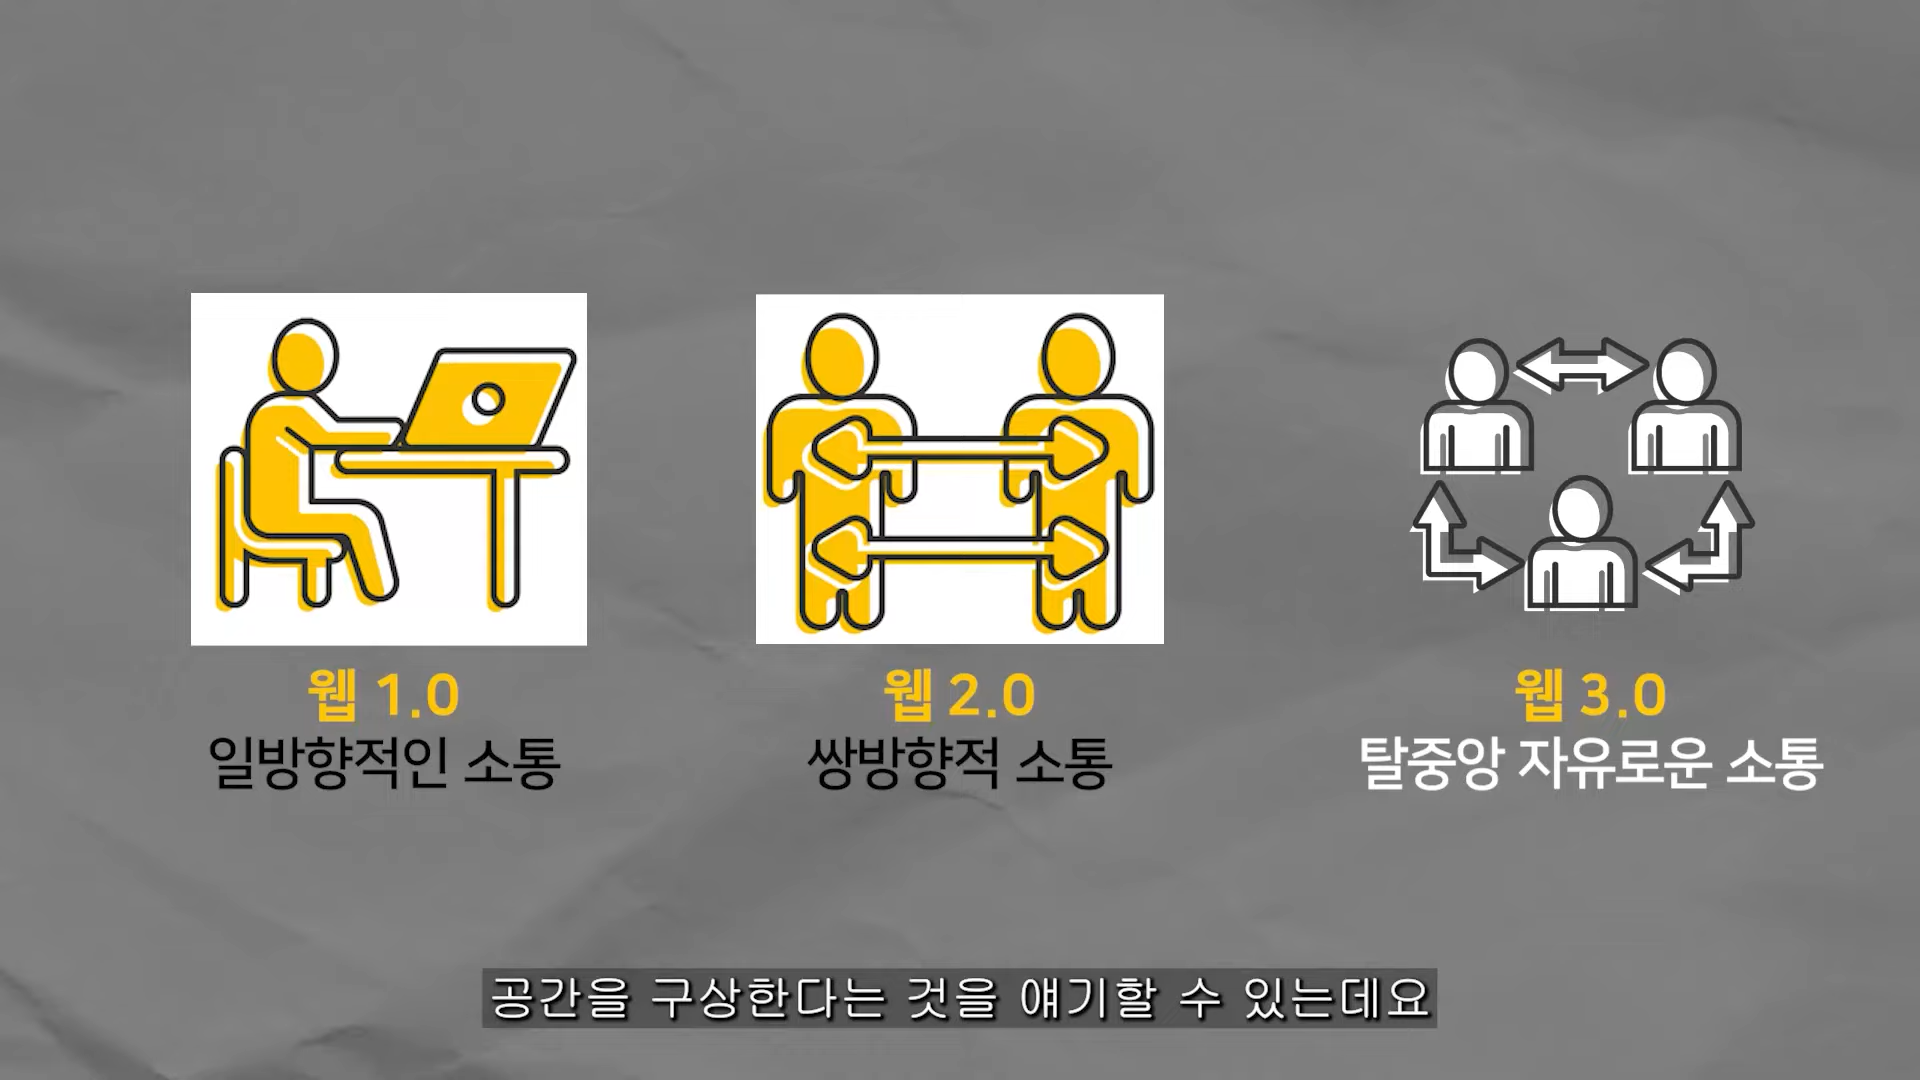 웹 1.0
일방향적인 소통
웹 2.0
쌍방향적 소통
웹 3.0
탈중앙 자유로운 소통
공간을 구상한다는 것을 얘기할 수 있는데요